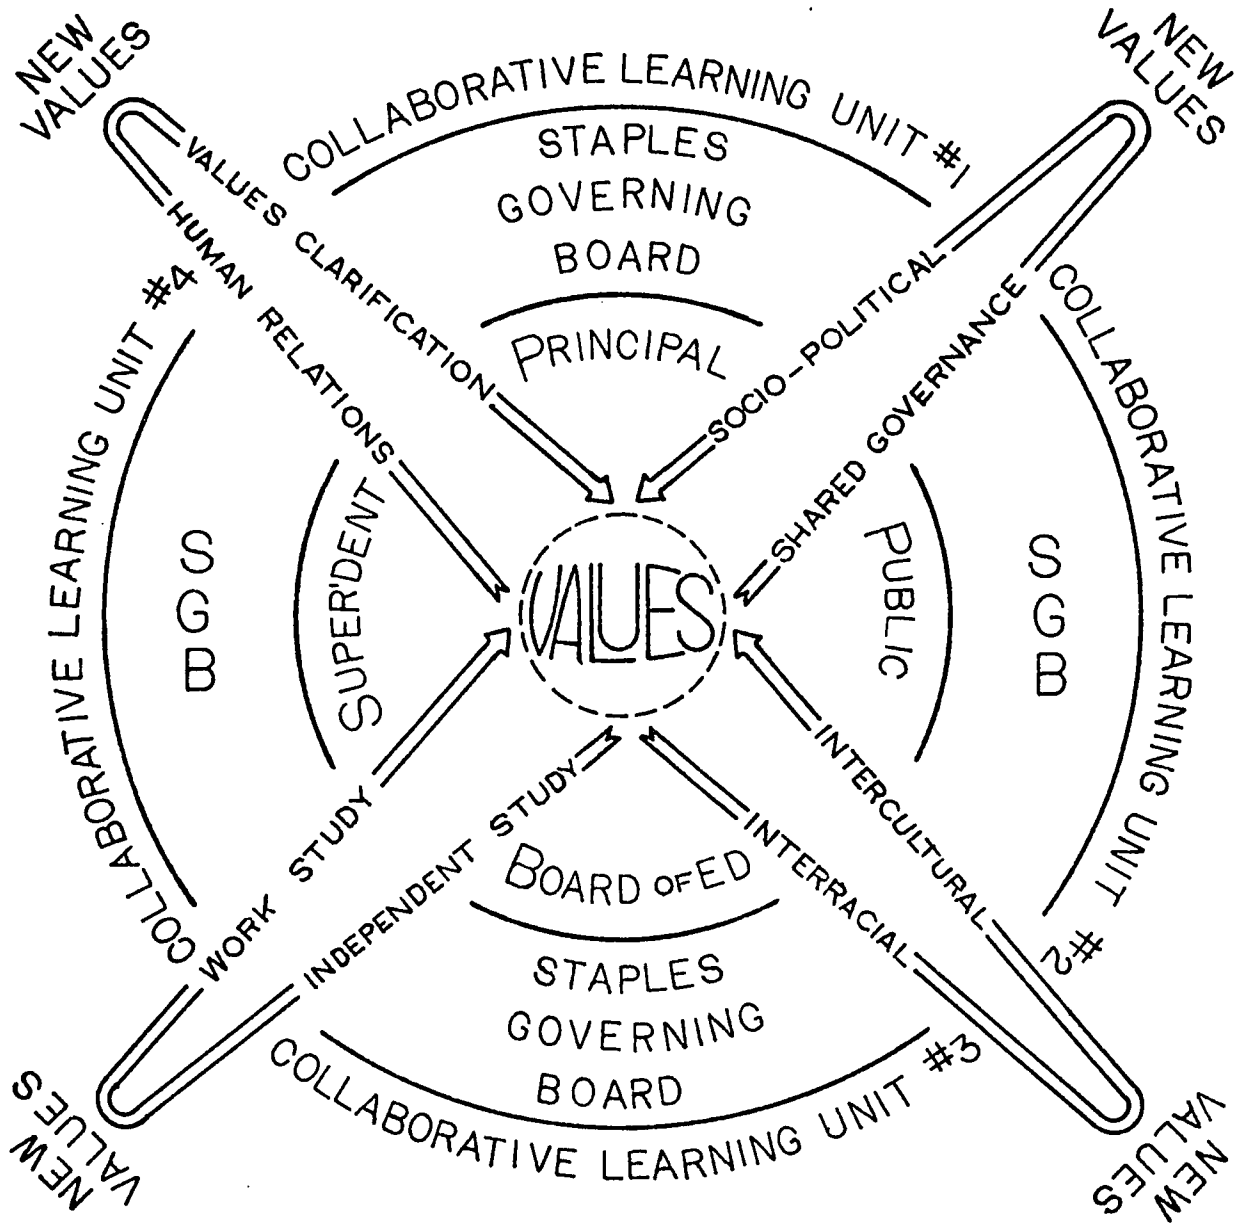 NEW
VALUES
NEW
VALUES
COLLABORATIVE LEARNING UNIT #1
STAPLES
GOVERNING
BOARD
PRINCIPAL
VALUES CLARIFICATION
HUMAN RELATIONS
SOCIO-POLITICAL
SHARED GOVERNANCE
COLLABORATIVE LEARNING UNIT #4
S
G
B
SUPER'DENT
VALUES
PUBLIC
S
G
B
COLLABORATIVE LEARNING UNIT #2
WORK STUDY
INDEPENDENT STUDY
INTERCULTURAL
INTERRACIAL
BOARD OF ED
STAPLES
GOVERNING
BOARD
COLLABORATIVE LEARNING UNIT #3
NEW
VALUES
NEW
VALUES